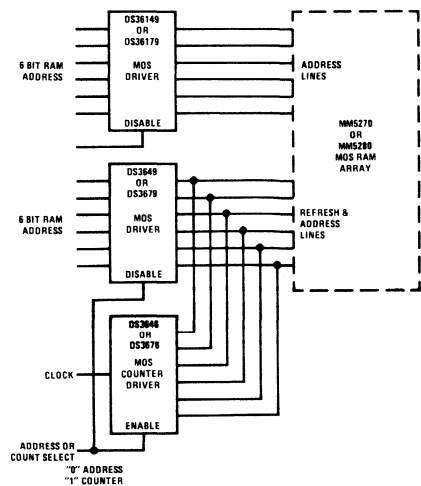 DS36149
OR
DS36179
MOS
DRIVER
DISABLE
6 BIT RAM
ADDRESS
ADDRESS
LINES
MM5270
OR
MM5280
MOS RAM
ARRAY
DS3649
OR
DS3679
MOS
DRIVER
DISABLE
6 BIT RAM
ADDRESS
REFRESH &
ADDRESS
LINES
DS3646
OR
DS3678
MOS
COUNTER
DRIVER
ENABLE
CLOCK
ADDRESS OR
COUNT SELECT
"0" ADDRESS
"1" COUNTER